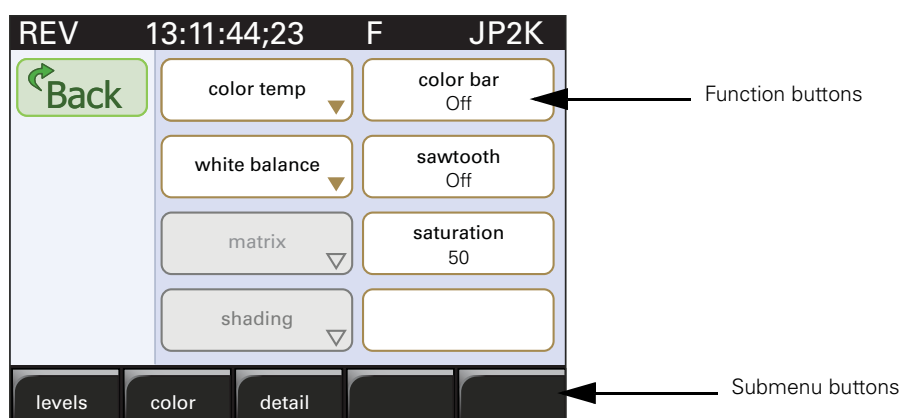 REV 13:11:44;23 F JP2K
Back
color temp
color bar
Off
Function buttons
white balance
sawtooth
Off
matrix
saturation
50
shading
levels color detail
Submenu buttons